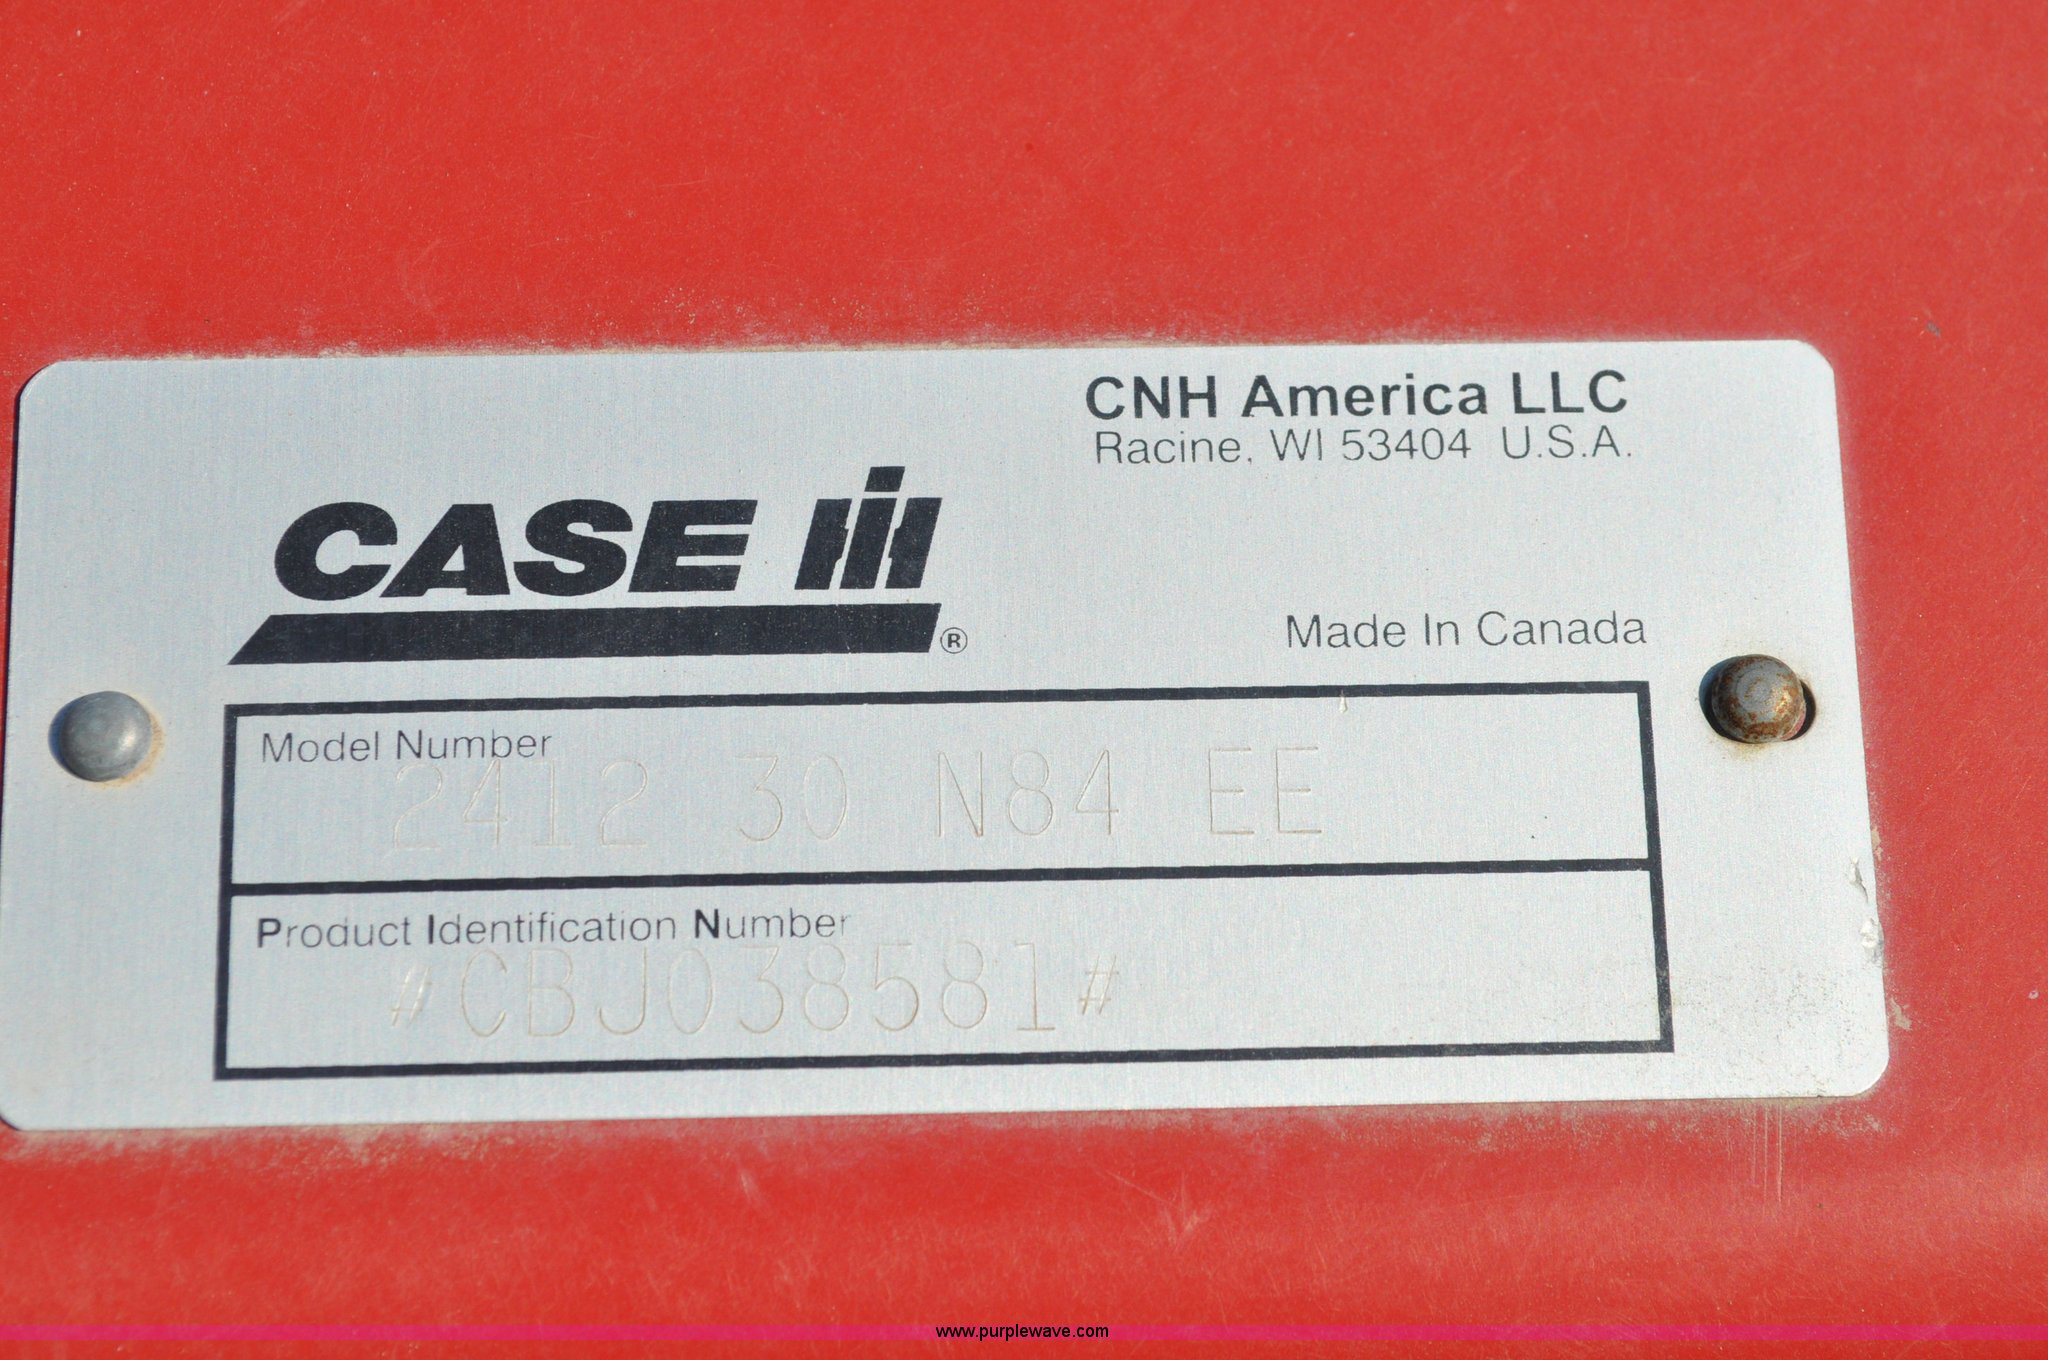 CNH America LLC
Racine, WI 53404 U.S.A.
CASE IH
®
Made In Canada
Model Number
2412 30 N84 EE
Product Identification Number
#CBJ038581#
www.purplewave.com